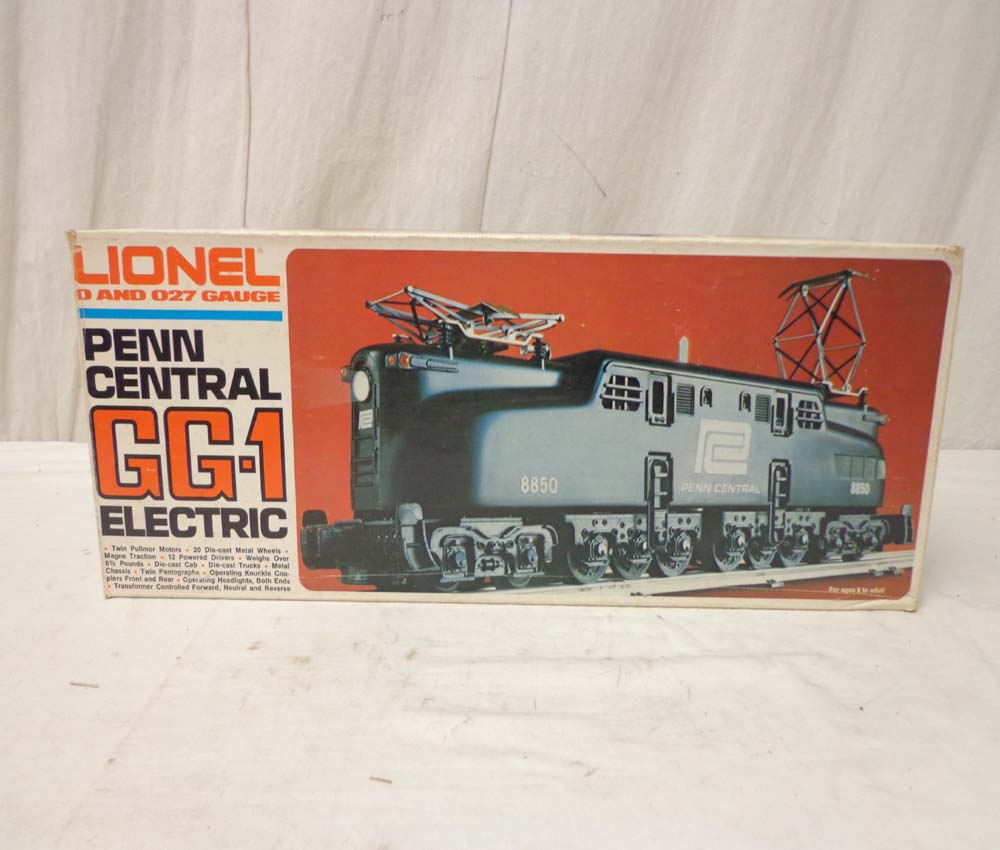 LIONEL
O AND O27 GAUGE
PENN
CENTRAL
GG-1
ELECTRIC
• Twin Pullmor Motors • 20 Die-cast Metal Wheels •
Magne Traction • 12 Powered Drivers • Weighs Over
6½ Pounds • Die-cast Cab • Die-cast Trucks • Metal
Chassis • Twin Pantographs • Operating Knuckle Cou-
plers Front and Rear • Operating Headlights, Both Ends
• Transformer Controlled Forward, Neutral and Reverse
8850
PENN CENTRAL
8850
For ages 8 to adult